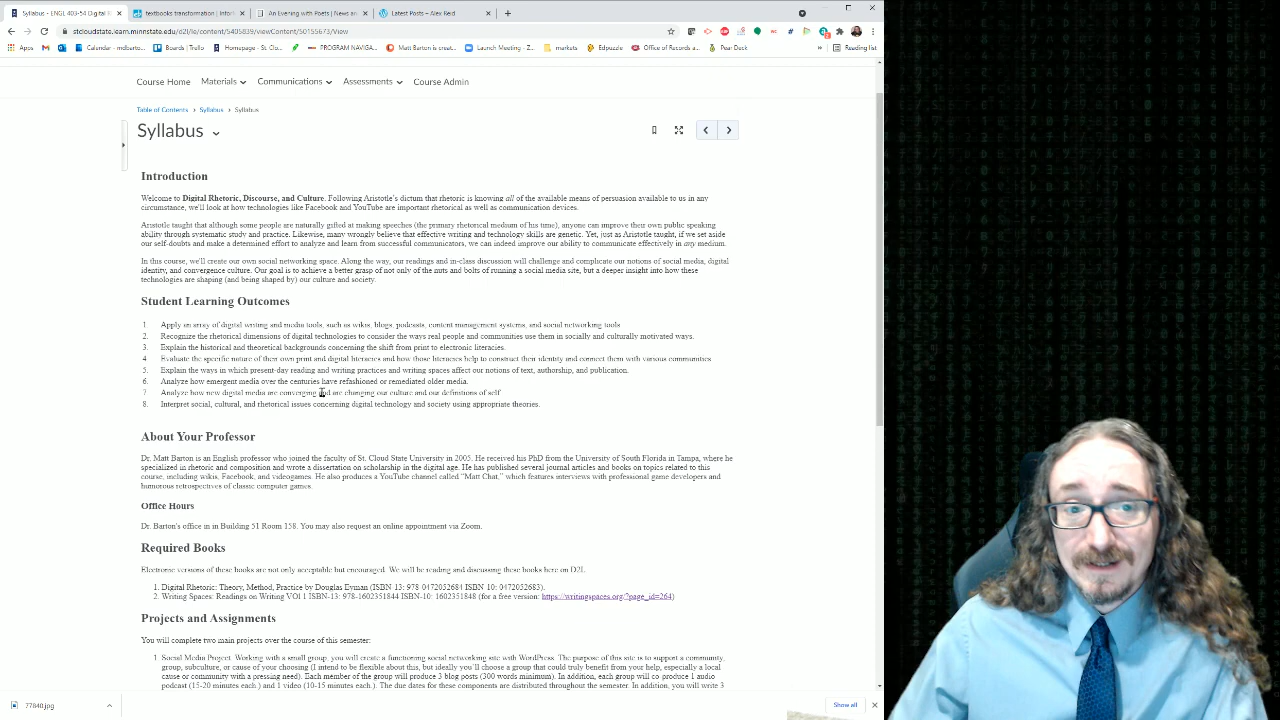 Syllabus - ENGL 403-54 Digital R
textbooks transformation | Infor
An Evening with Poets | News an
Latest Posts – Alex Reid
stcloudstate.learn.minnstate.edu/d2l/le/content/5405839/viewContent/50155673/View
Apps
Calendar - mdbarto...
Boards | Trello
Homepage - St. Clo...
PROGRAM NAVIGA...
Matt Barton is creat...
Launch Meeting - Z...
markets
Edpuzzle
Office of Records a...
Pear Deck
Reading list
Course Home
Materials
Communications
Assessments
Course Admin
Table of Contents › Syllabus › Syllabus
Syllabus
Introduction
Welcome to Digital Rhetoric, Discourse, and Culture. Following Aristotle's dictum that rhetoric is knowing all of the available means of persuasion available to us in any
circumstance, we'll look at how technologies like Facebook and YouTube are important rhetorical as well as communication devices.
Aristotle taught that although some people are naturally gifted at making speeches (the primary rhetorical medium of his time), anyone can improve their own public speaking
ability through systematic study and practice. Likewise, many wrongly believe that effective writing and technology skills are genetic. Yet, just as Aristotle taught, if we set aside
our self-doubts and make a determined effort to analyze and learn from successful communicators, we can indeed improve our ability to communicate effectively in any medium.
In this course, we'll create our own social networking space. Along the way, our readings and in-class discussion will challenge and complicate our notions of social media, digital
identity, and convergence culture. Our goal is to achieve a better grasp of not only of the nuts and bolts of running a social media site, but a deeper insight into how these
technologies are shaping (and being shaped by) our culture and society.
Student Learning Outcomes
1. Apply an array of digital writing and media tools, such as wikis, blogs, podcasts, content management systems, and social networking tools
2. Recognize the rhetorical dimensions of digital technologies to consider the ways real people and communities use them in socially and culturally motivated ways.
3. Explain the historical and theoretical backgrounds concerning the shift from print to electronic literacies.
4. Evaluate the specific nature of their own print and digital literacies and how those literacies help to construct their identity and connect them with various communities
5. Explain the ways in which present-day reading and writing practices and writing spaces affect our notions of text, authorship, and publication.
6. Analyze how emergent media over the centuries have refashioned or remediated older media.
7. Analyze how new digital media are converging and are changing our culture and our definitions of self
8. Interpret social, cultural, and rhetorical issues concerning digital technology and society using appropriate theories.
About Your Professor
Dr. Matt Barton is an English professor who joined the faculty of St. Cloud State University in 2005. He received his PhD from the University of South Florida in Tampa, where he
specialized in rhetoric and composition and wrote a dissertation on scholarship in the digital age. He has published several journal articles and books on topics related to this
course, including wikis, Facebook, and videogames. He also produces a YouTube channel called "Matt Chat," which features interviews with professional game developers and
humorous retrospectives of classic computer games.
Office Hours
Dr. Barton's office in in Building 51 Room 158. You may also request an online appointment via Zoom.
Required Books
Electronic versions of these books are not only acceptable but encouraged. We will be reading and discussing these books here on D2L
1. Digital Rhetoric: Theory, Method, Practice by Douglas Eyman (ISBN-13: 978-0472052684 ISBN-10: 0472052683).
2. Writing Spaces: Readings on Writing VOl 1 ISBN-13: 978-1602351844 ISBN-10: 1602351848 (for a free version: https://writingspaces.org/?page_id=264)
Projects and Assignments
You will complete two main projects over the course of this semester:
1. Social Media Project. Working with a small group, you will create a functioning social networking site with WordPress. The purpose of this site is to support a community,
group, subculture, or cause of your choosing (I intend to be flexible about this, but ideally you'll choose a group that could truly benefit from your help, especially a local
cause or community with a pressing need). Each member of the group will produce 3 blog posts (300 words minimum). In addition, each group will co-produce 1 audio
podcast (15-20 minutes each.) and 1 video (10-15 minutes each.). The due dates for these components are distributed throughout the semester. In addition, you will write 3
77840.jpg
Show all